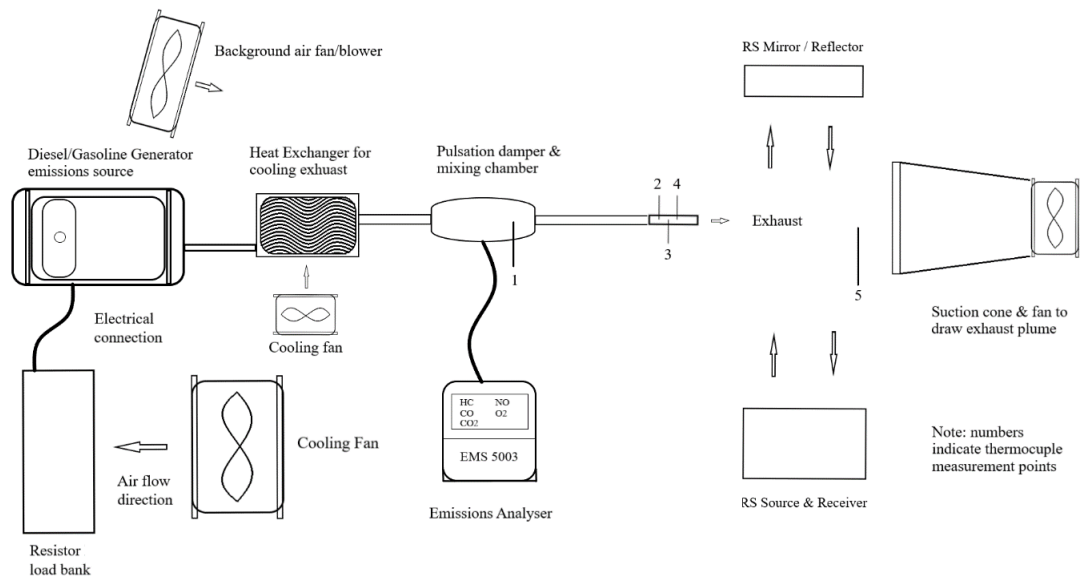 Background air fan/blower
RS Mirror / Reflector
Diesel/Gasoline Generator
emissions source
Heat Exchanger for
cooling exhuast
Pulsation damper &
mixing chamber
2 4
3
1
Exhaust
5
Suction cone & fan to
draw exhaust plume
Electrical
connection
Cooling fan
HC NO
CO O2
CO2
EMS 5003
Emissions Analyser
Cooling Fan
Air flow
direction
Resistor
load bank
RS Source & Receiver
Note: numbers
indicate thermocuple
measurement points